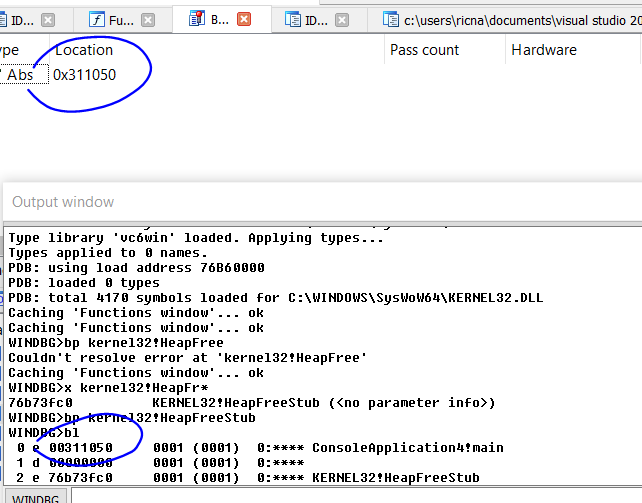 ID... Fu... B... ID... c:\users\ricna\documents\visual studio 20
ype Location Pass count Hardware
Abs 0x311050
Output window
Type library 'vc6win' loaded. Applying types...
Types applied to 0 names.
PDB: using load address 76B60000
PDB: loaded 0 types
PDB: total 4170 symbols loaded for C:\WINDOWS\SysWoW64\KERNEL32.DLL
Caching 'Functions window'... ok
Caching 'Functions window'... ok
WINDBG>bp kernel32!HeapFree
Couldn't resolve error at 'kernel32!HeapFree'
Caching 'Functions window'... ok
WINDBG>x kernel32!HeapFr*
76b73fc0 KERNEL32!HeapFreeStub (<no parameter info>)
WINDBG>bp kernel32!HeapFreeStub
WINDBG>bl
0 e 00311050 0001 (0001) 0:**** ConsoleApplication4!main
1 d 00000000 0001 (0001) 0:****
2 e 76b73fc0 0001 (0001) 0:**** KERNEL32!HeapFreeStub
WINDBG